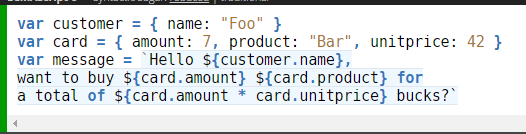 var customer = { name: "Foo" }
var card = { amount: 7, product: "Bar", unitprice: 42 }
var message = `Hello ${customer.name},
want to buy ${card.amount} ${card.product} for
a total of ${card.amount * card.unitprice} bucks?`